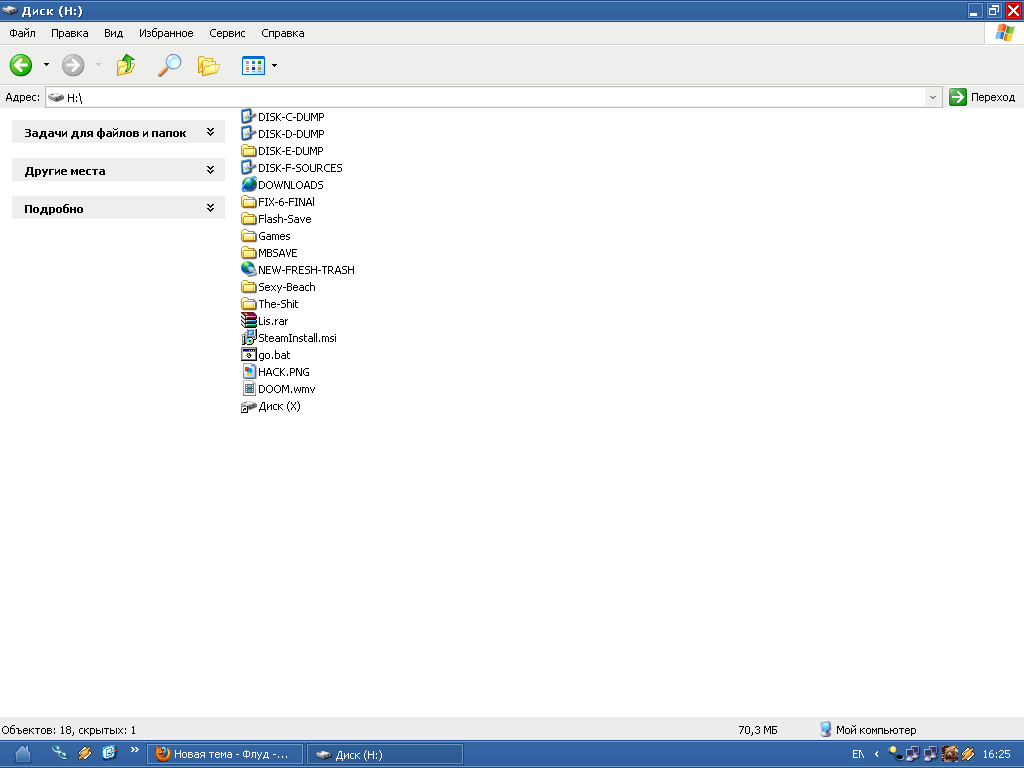 Диск (H:)
Файл Правка Вид Избранное Сервис Справка
Адрес: H:\ Переход
Задачи для файлов и папок
Другие места
Подробно
DISK-C-DUMP
DISK-D-DUMP
DISK-E-DUMP
DISK-F-SOURCES
DOWNLOADS
FIX-6-FINAl
Flash-Save
Games
MBSAVE
NEW-FRESH-TRASH
Sexy-Beach
The-Shit
Lis.rar
SteamInstall.msi
go.bat
HACK.PNG
DOOM.wmv
Диск (X)
Объектов: 18, скрытых: 1 70,3 МБ Мой компьютер
Новая тема - Флуд -... Диск (H:) EN 16:25